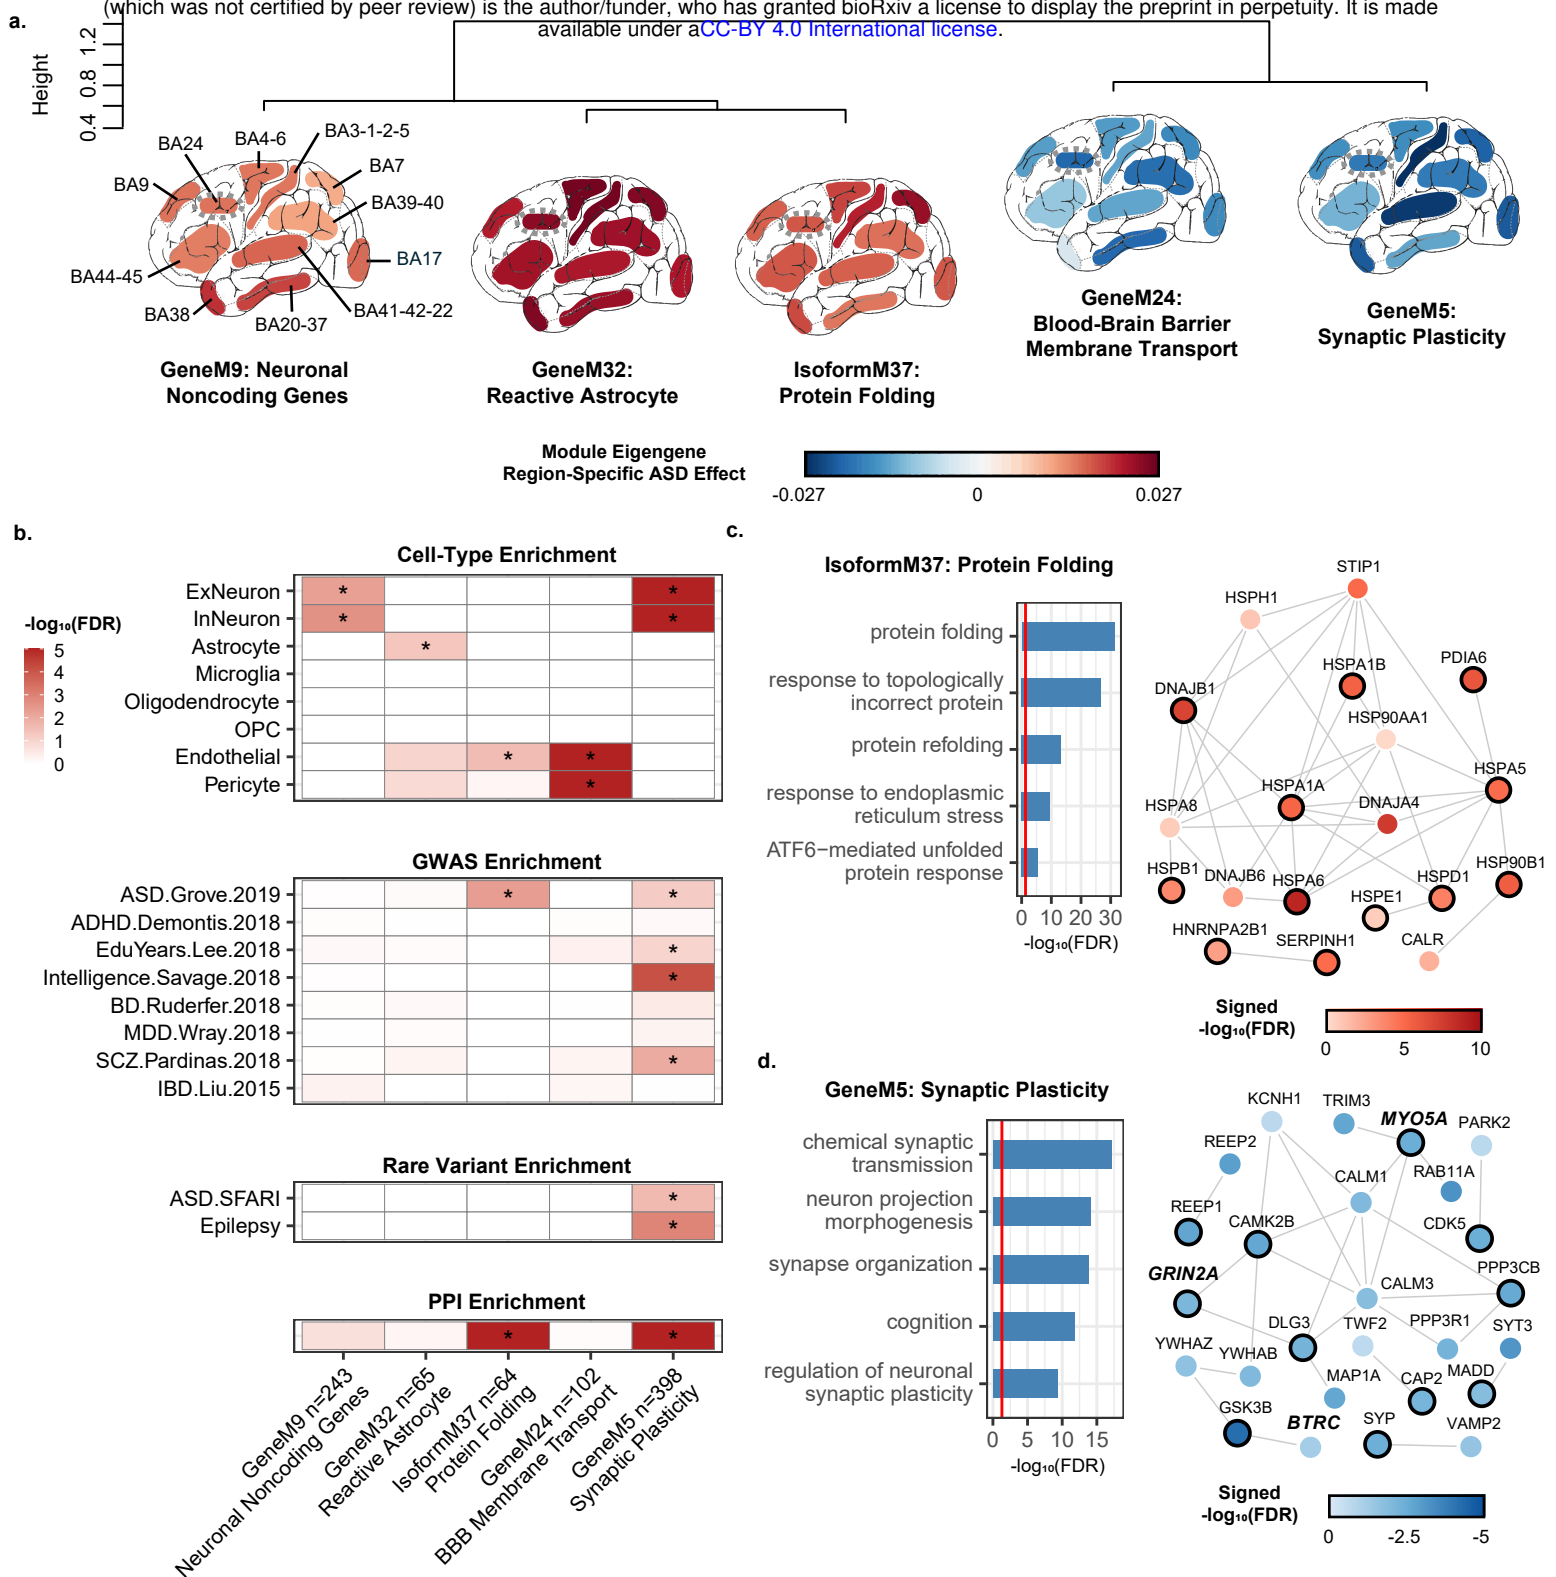 (which was not certified by peer review) is the author/funder, who has granted bioRxiv a license to display the preprint in perpetuity. It is made
available under aCC-BY 4.0 International license.
a.
Height
0.4 0.8 1.2
BA9
BA24
BA4-6
BA3-1-2-5
BA7
BA39-40
BA17
BA41-42-22
BA20-37
BA38
BA44-45
GeneM9: Neuronal
Noncoding Genes
GeneM32:
Reactive Astrocyte
IsoformM37:
Protein Folding
GeneM24:
Blood-Brain Barrier
Membrane Transport
GeneM5:
Synaptic Plasticity
Module Eigengene
Region-Specific ASD Effect
-0.027 0 0.027
b.
-log₁₀(FDR)
5
4
3
2
1
0
Cell-Type Enrichment
ExNeuron * *
InNeuron * *
Astrocyte *
Microglia
Oligodendrocyte
OPC
Endothelial * *
Pericyte *
GWAS Enrichment
ASD.Grove.2019 * *
ADHD.Demontis.2018
EduYears.Lee.2018 *
Intelligence.Savage.2018 *
BD.Ruderfer.2018
MDD.Wray.2018
SCZ.Pardinas.2018 *
IBD.Liu.2015
Rare Variant Enrichment
ASD.SFARI *
Epilepsy *
PPI Enrichment
* *
GeneM9 n=243
Neuronal Noncoding Genes
GeneM32 n=65
Reactive Astrocyte
IsoformM37 n=64
Protein Folding
GeneM24 n=102
BBB Membrane Transport
GeneM5 n=398
Synaptic Plasticity
c.
IsoformM37: Protein Folding
protein folding
response to topologically
incorrect protein
protein refolding
response to endoplasmic
reticulum stress
ATF6−mediated unfolded
protein response
0 10 20 30
-log₁₀(FDR)
STIP1
HSPH1
HSPA1B
PDIA6
DNAJB1
HSP90AA1
HSPA5
HSPA1A
DNAJA4
HSPA8
HSPB1
DNAJB6
HSPA6
HSPE1
HSPD1
HSP90B1
HNRNPA2B1
SERPINH1
CALR
Signed
-log₁₀(FDR)
0 5 10
d.
GeneM5: Synaptic Plasticity
chemical synaptic
transmission
neuron projection
morphogenesis
synapse organization
cognition
regulation of neuronal
synaptic plasticity
0 5 10 15
-log₁₀(FDR)
KCNH1
TRIM3
MYO5A
PARK2
REEP2
CALM1
RAB11A
REEP1
CAMK2B
CDK5
GRIN2A
CALM3
PPP3CB
DLG3
TWF2
PPP3R1
SYT3
YWHAZ
YWHAB
MAP1A
CAP2
MADD
GSK3B
BTRC
SYP
VAMP2
Signed
-log₁₀(FDR)
0 -2.5 -5